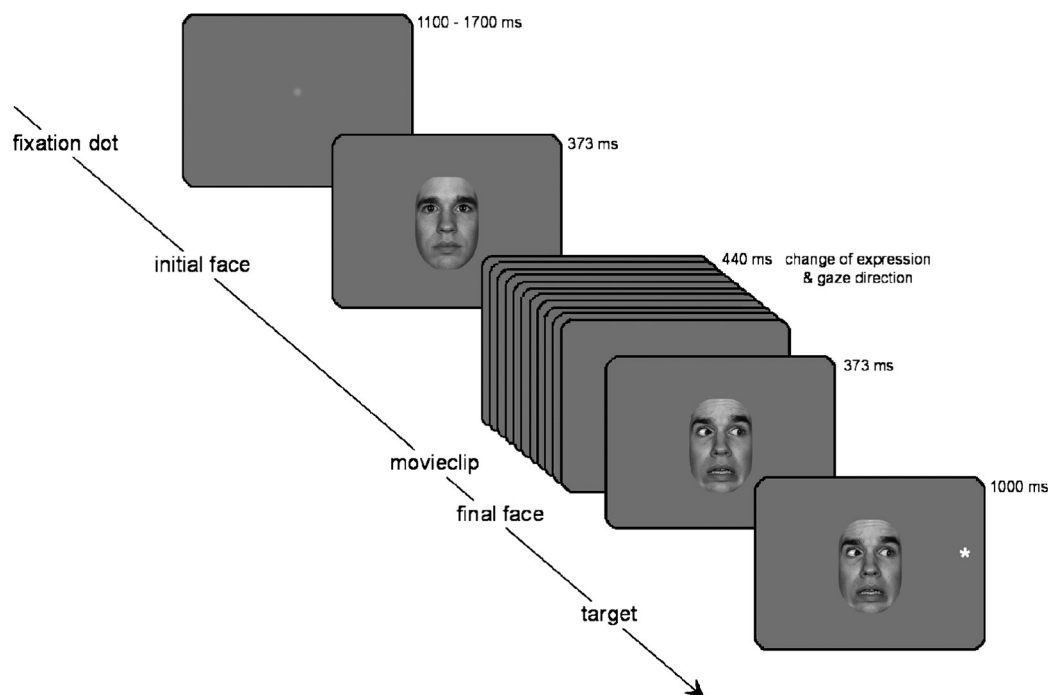 1100 - 1700 ms
fixation dot
373 ms
initial face
440 ms change of expression
& gaze direction
373 ms
movieclip
final face
1000 ms
*
target